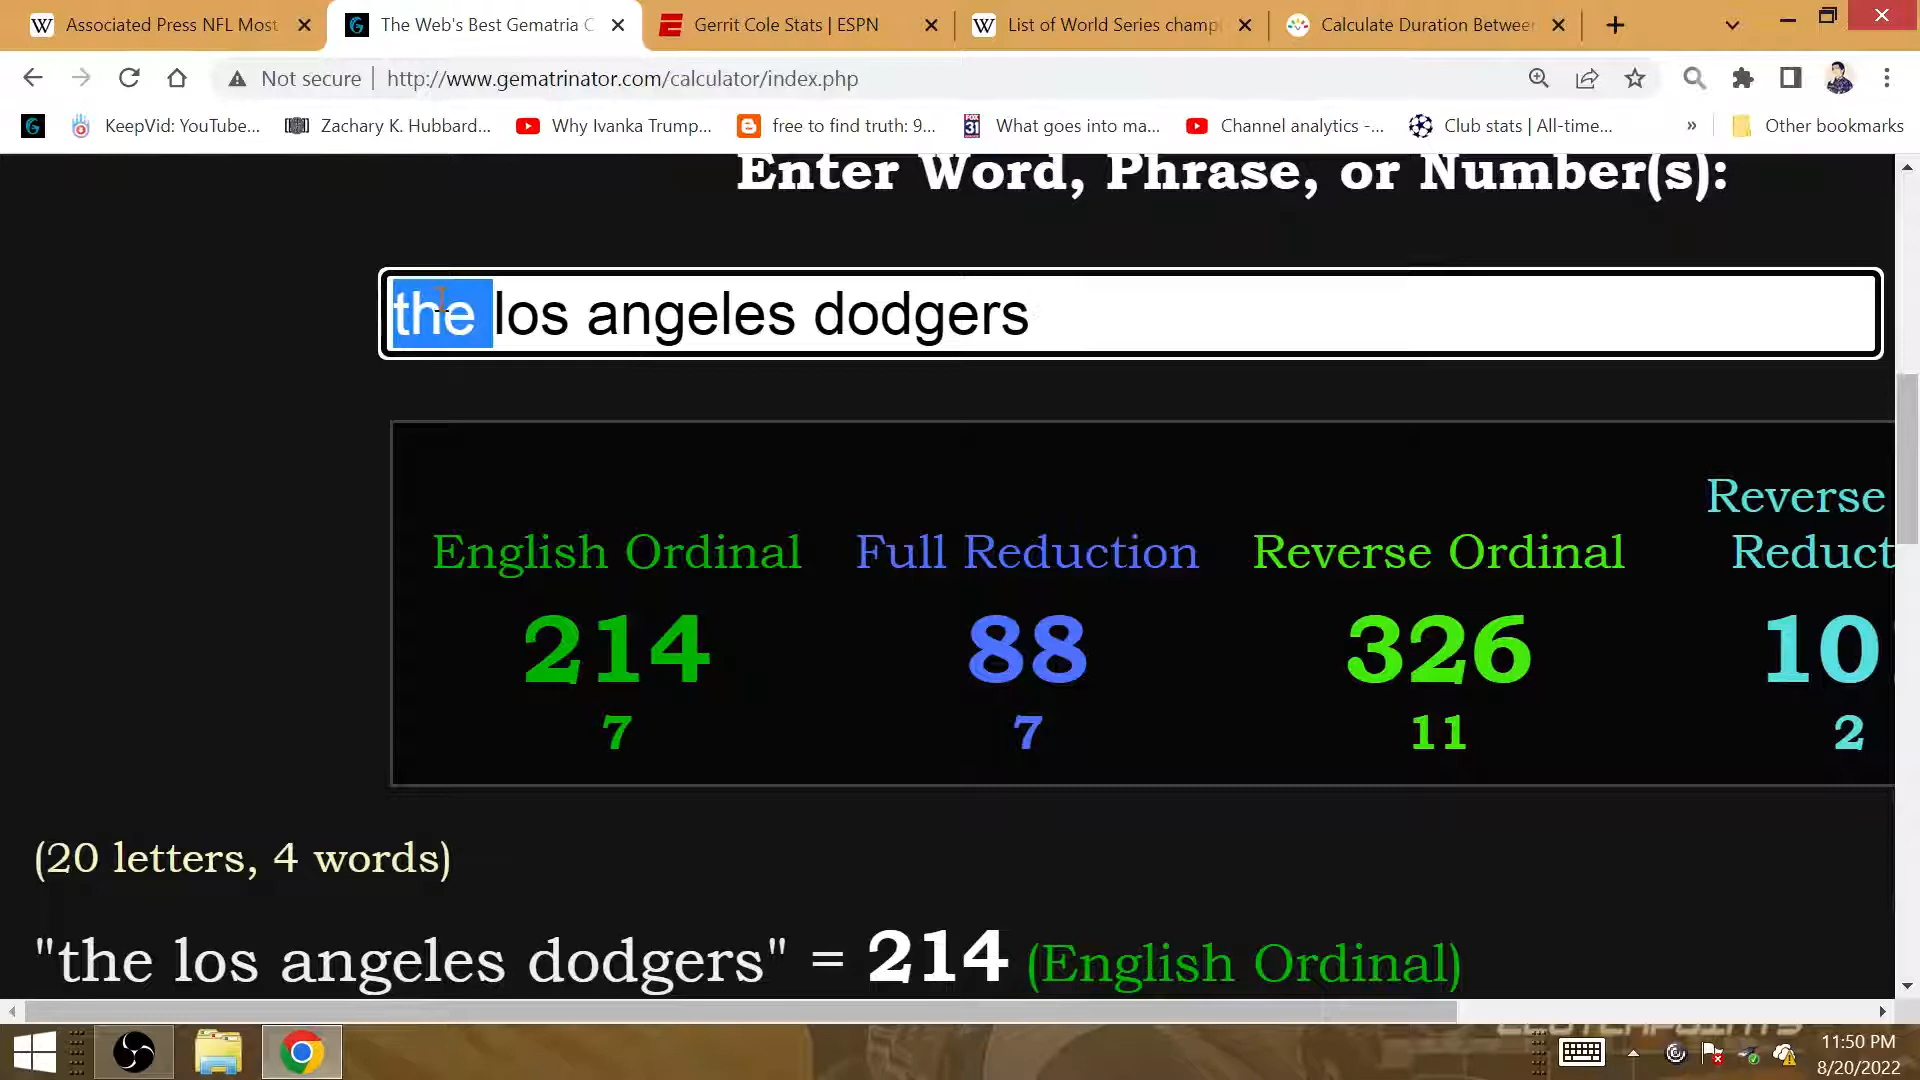 Associated Press NFL Most
The Web's Best Gematria C
Gerrit Cole Stats | ESPN
List of World Series champ
Calculate Duration Between
Not secure | http://www.gematrinator.com/calculator/index.php
KeepVid: YouTube...
Zachary K. Hubbard...
Why Ivanka Trump...
free to find truth: 9...
What goes into ma...
Channel analytics -...
Club stats | All-time...
» Other bookmarks
Enter Word, Phrase, or Number(s):
the los angeles dodgers
English Ordinal
214
7
Full Reduction
88
7
Reverse Ordinal
326
11
Reverse
Reduct
10
2
(20 letters, 4 words)
"the los angeles dodgers" = 214 (English Ordinal)
11:50 PM
8/20/2022